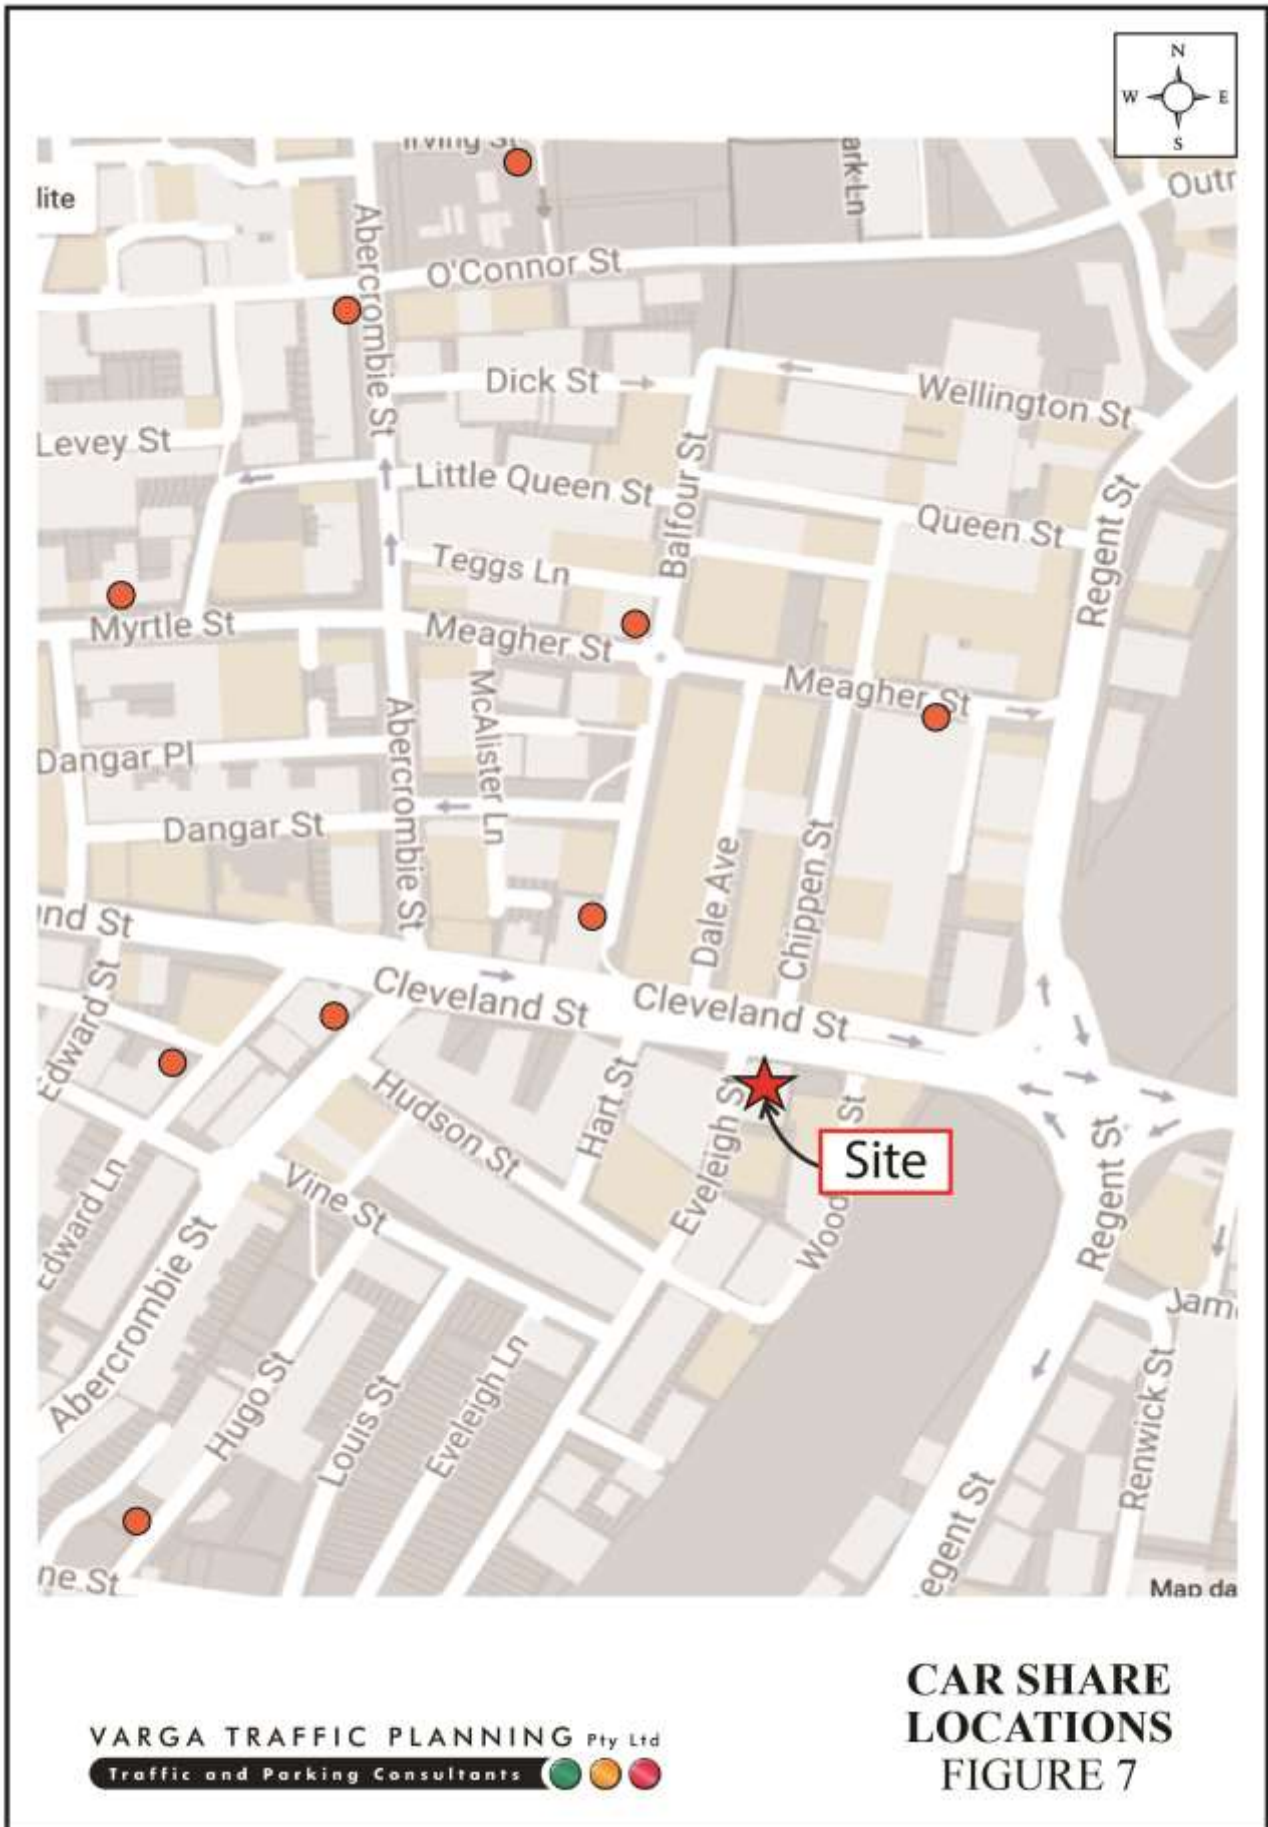 N
W E
S
Irving St
ark Ln
Outr
lite
Abercrombie St
O'Connor St
Dick St
Wellington St
Levey St
Little Queen St
Balfour St
Queen St
Regent St
Teggs Ln
Myrtle St
Meagher St
Meagher St
McAlister Ln
Abercrombie St
Dangar Pl
Dangar St
Dale Ave
Chippen St
and St
Cleveland St
Cleveland St
Edward St
Hudson St
Hart St
Eveleigh St
St
Site
Wood
Regent St
Vine St
Edward Ln
Abercrombie St
Jam
Hugo St
Louis St
Eveleigh Ln
Renwick St
egent St
ne St
Map da
CAR SHARE
LOCATIONS
FIGURE 7
VARGA TRAFFIC PLANNING Pty Ltd
Traffic and Parking Consultants